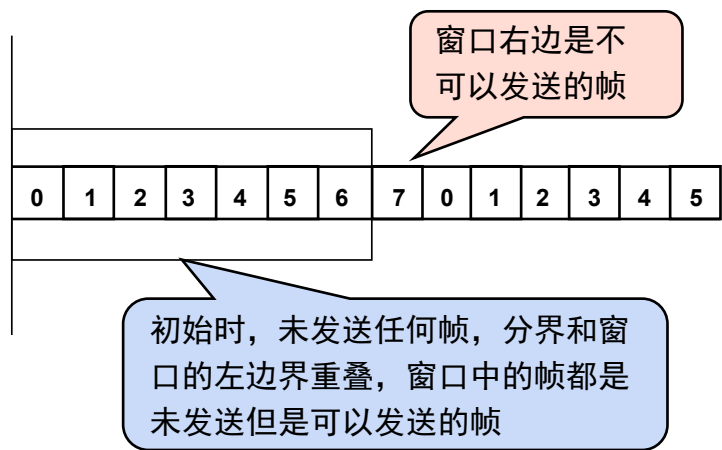 窗口右边是不
可以发送的帧
0 1 2 3 4 5 6 7 0 1 2 3 4 5
初始时，未发送任何帧，分界和窗
口的左边界重叠，窗口中的帧都是
未发送但是可以发送的帧